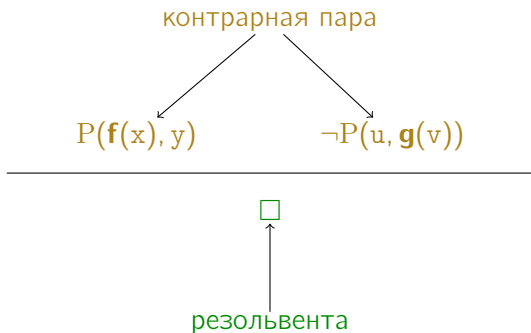 контрарная пара
P(f(x), y) ¬P(u, g(v))
□
резольвента